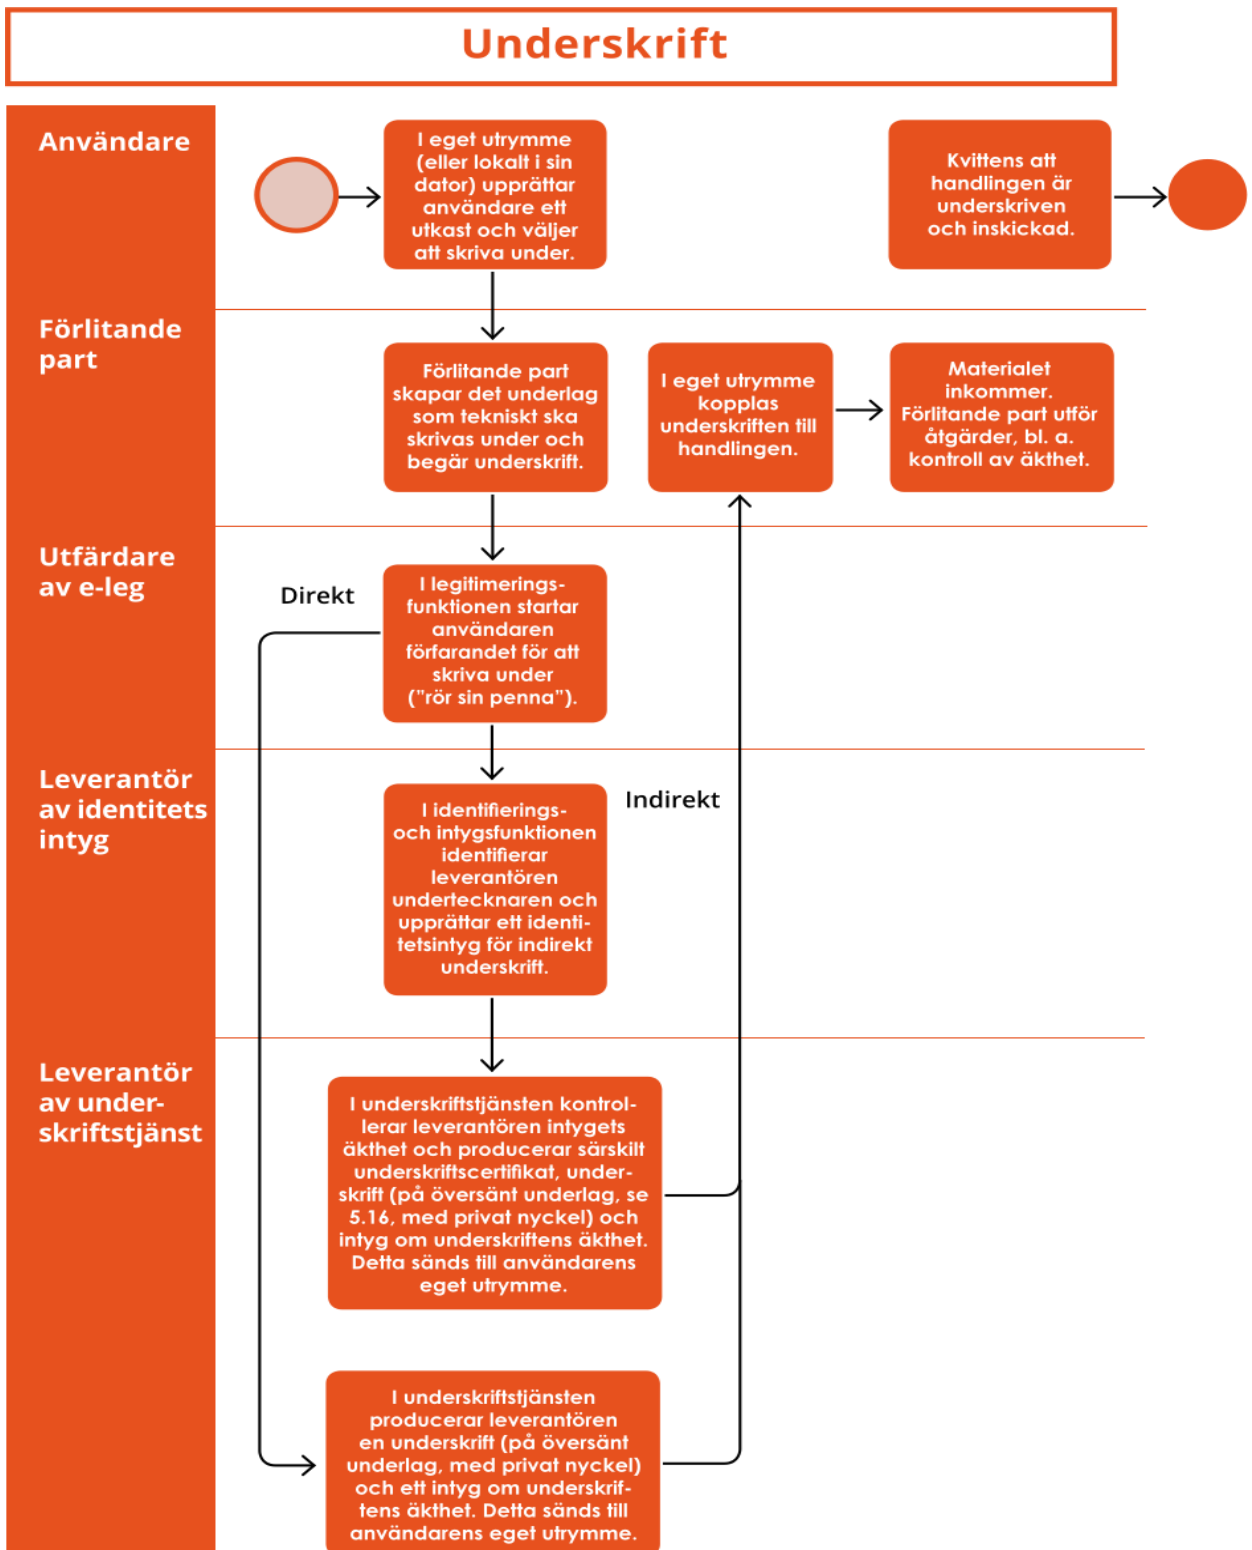 Underskrift
Användare
I eget utrymme
(eller lokalt i sin
dator) upprättar
användare ett
utkast och väljer
att skriva under.
Kvittens att
handlingen är
underskriven
och inskickad.
Förlitande
part
Förlitande part
skapar det underlag
som tekniskt ska
skrivas under och
begär underskrift.
I eget utrymme
kopplas
underskriften till
handlingen.
Materialet
inkommer.
Förlitande part utför
åtgärder, bl. a.
kontroll av äkthet.
Utfärdare
av e-leg
Direkt
I legitimerings-
funktionen startar
användaren
förfarandet för att
skriva under
("rör sin penna").
Leverantör
av identitets
intyg
I identifierings-
och intygsfunktionen
identifierar
leverantören
undertecknaren och
upprättar ett identi-
tetsintyg för indirekt
underskrift.
Indirekt
Leverantör
av under-
skriftstjänst
I underskriftstjänsten kontrol-
lerar leverantören intygets
äkthet och producerar särskilt
underskriftscertifikat, under-
skrift (på översänt underlag, se
5.16, med privat nyckel) och
intyg om underskriftens äkthet.
Detta sänds till användarens
eget utrymme.
I underskriftstjänsten
producerar leverantören
en underskrift (på översänt
underlag, med privat nyckel)
och ett intyg om underskrif-
tens äkthet. Detta sänds till
användarens eget utrymme.